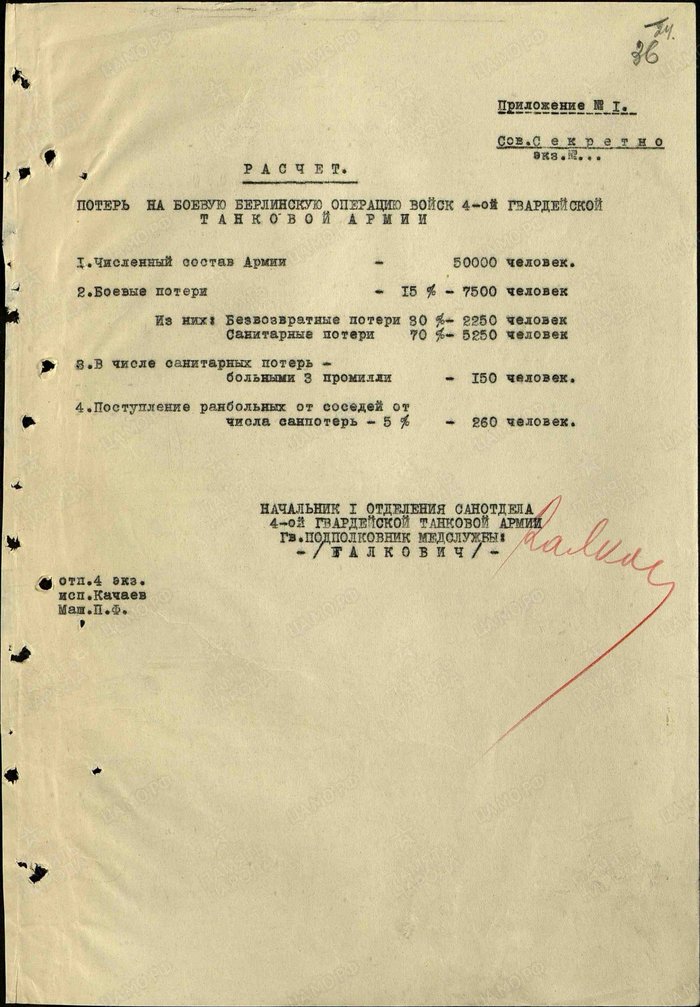 24.
36
Приложение № I.
Сов.Секретно
экз.№...
РАСЧЕТ.
ПОТЕРЬ НА БОЕВУЮ БЕРЛИНСКУЮ ОПЕРАЦИЮ ВОЙСК 4-ой ГВАРДЕЙСКОЙ
ТАНКОВОЙ АРМИИ
1.Численный состав Армии - 50000 человек.
2.Боевые потери - 15 % - 7500 человек
Из них: Безвозвратные потери 30 %- 2250 человек
Санитарные потери 70 %- 5250 человек
3.В числе санитарных потерь -
больными 3 промилли - 150 человек.
4.Поступление ранбольных от соседей от
числа санпотерь - 5 % - 260 человек.
НАЧАЛЬНИК I ОТДЕЛЕНИЯ САНОТДЕЛА
4-ой ГВАРДЕЙСКОЙ ТАНКОВОЙ АРМИИ
Гв.ПОДПОЛКОВНИК МЕДСЛУЖБЫ:
-/ГАЛКОВИЧ/-
отп.4 экз.
исп.Качаев
Маш.П.Ф.